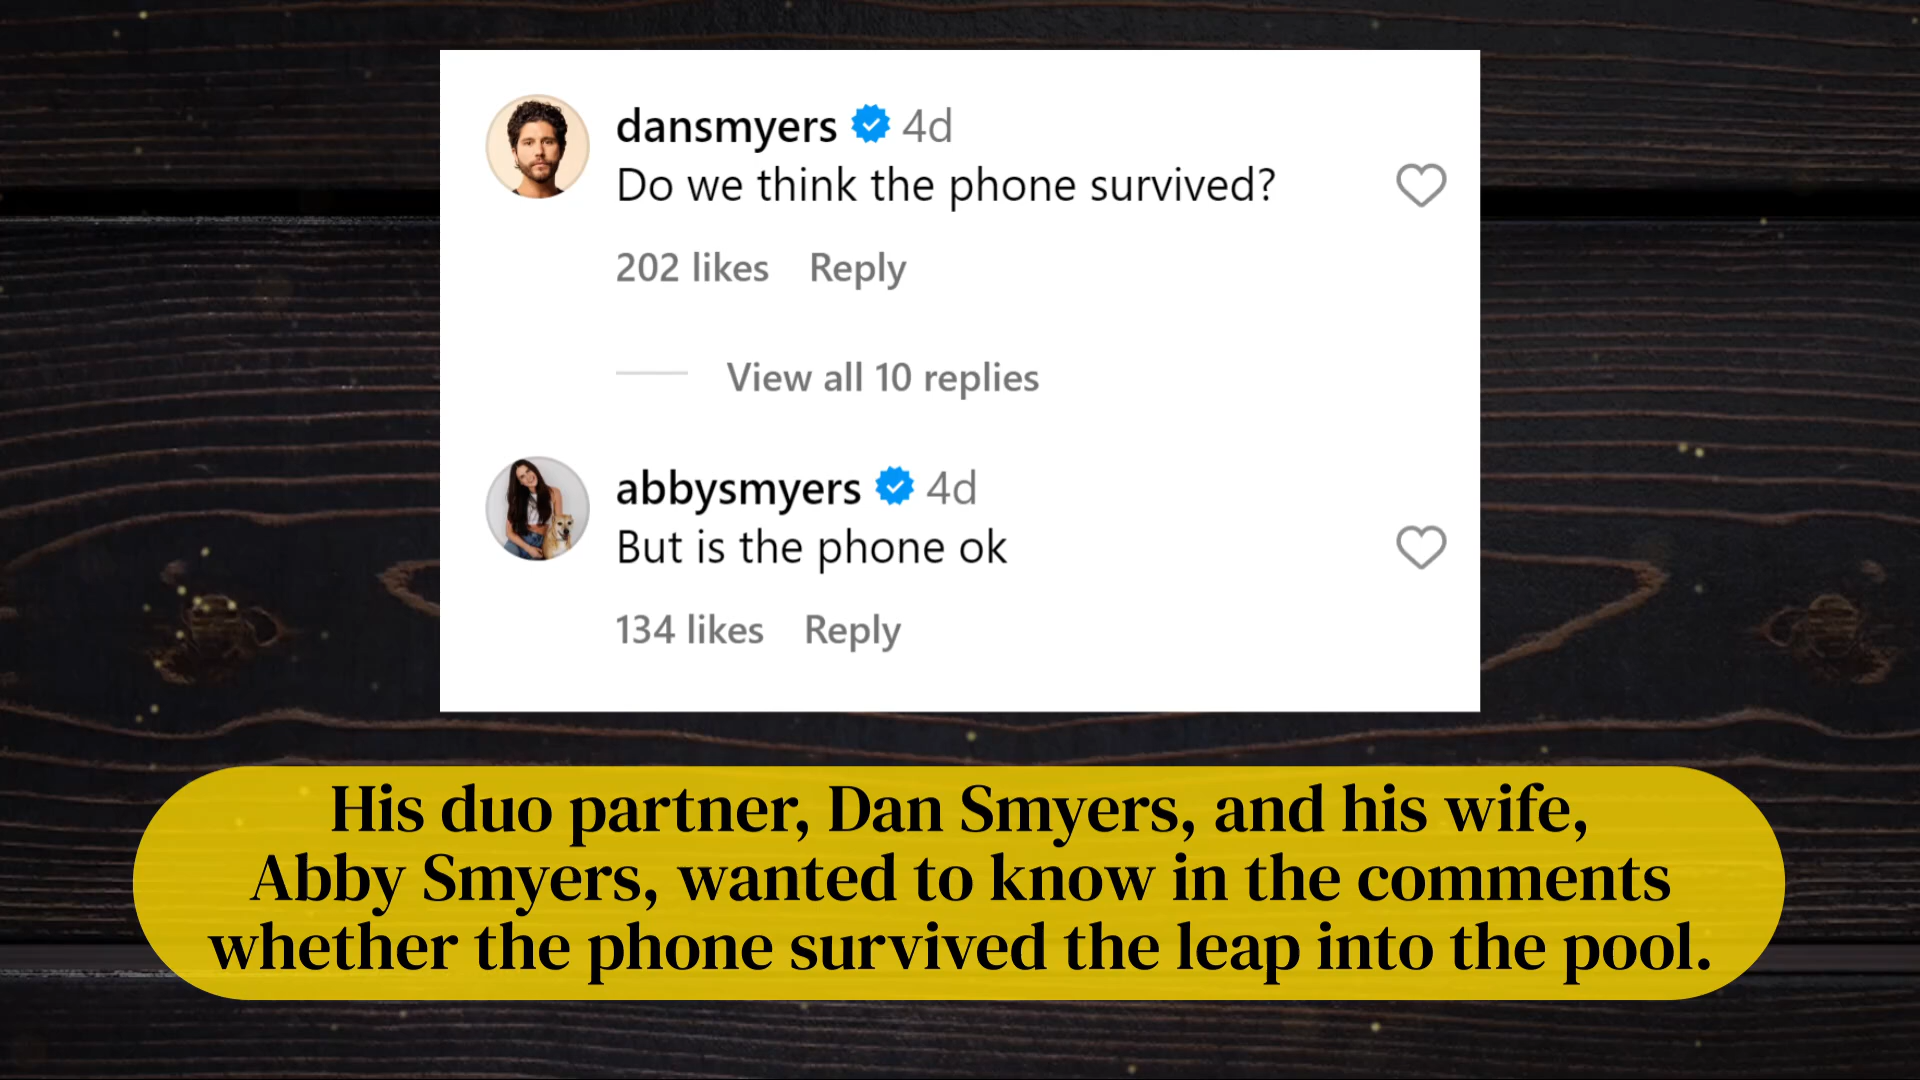 dansmyers 4d
Do we think the phone survived?
202 likes Reply
View all 10 replies
abbysmyers 4d
But is the phone ok
134 likes Reply
His duo partner, Dan Smyers, and his wife,
Abby Smyers, wanted to know in the comments
whether the phone survived the leap into the pool.